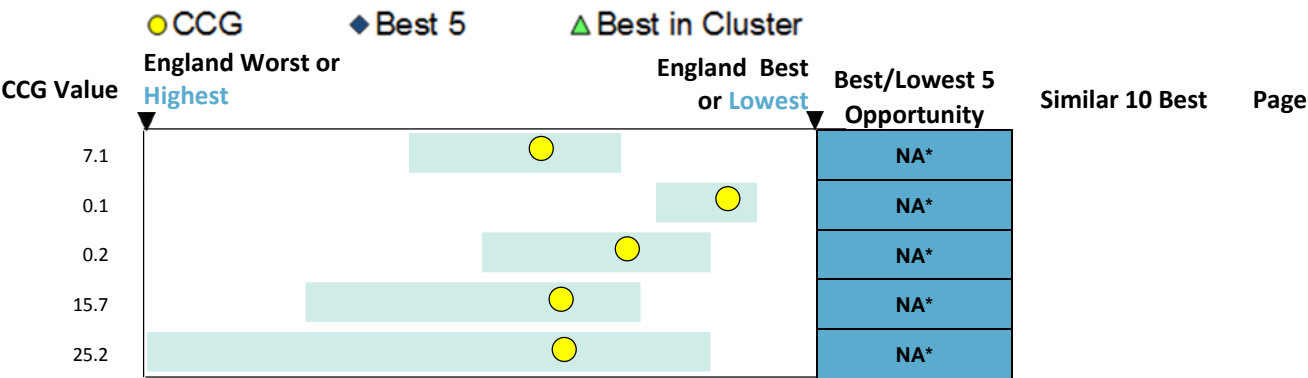 CCG Best 5 Best in Cluster
CCG Value
England Worst or
Highest
England Best
or Lowest
Best/Lowest 5
Opportunity
Similar 10 Best
Page
7.1 NA*
0.1 NA*
0.2 NA*
15.7 NA*
25.2 NA*